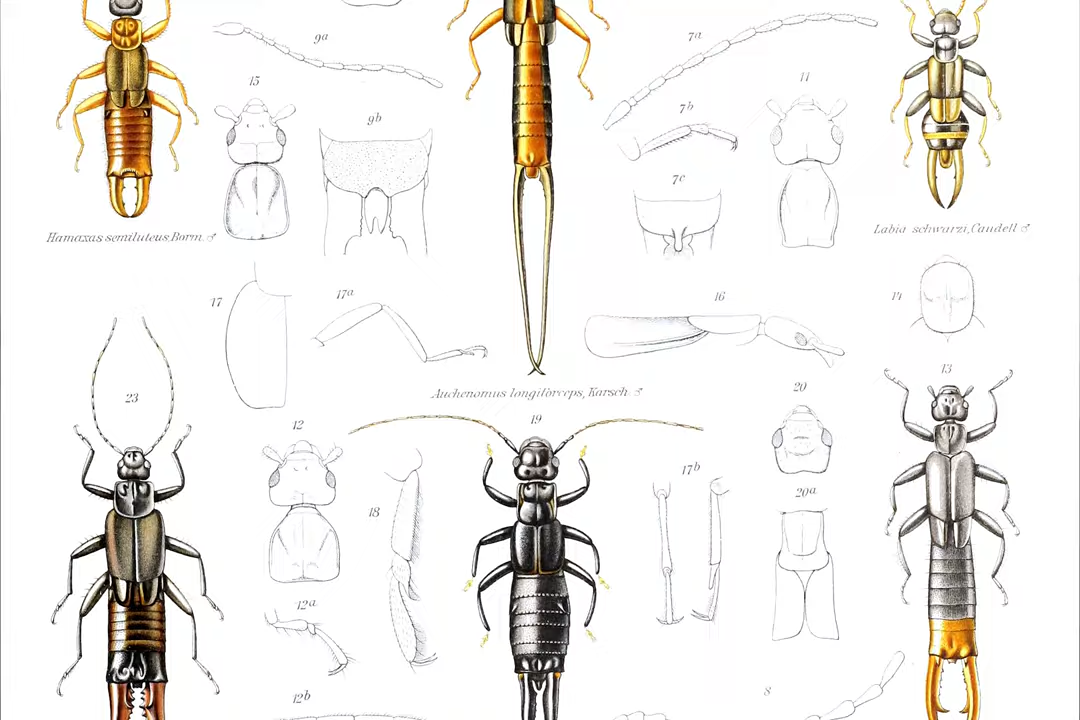 9a
7a
15
11
7b
9b
7c
Hamaxas semiluteus, Borm. ♂
Labia schwarzi, Caudell ♂
17
17a
16
14
13
Auchenomus longiforceps, Karsch. ♂
20
23
19
12
17b
18
20a
12a
12b
8